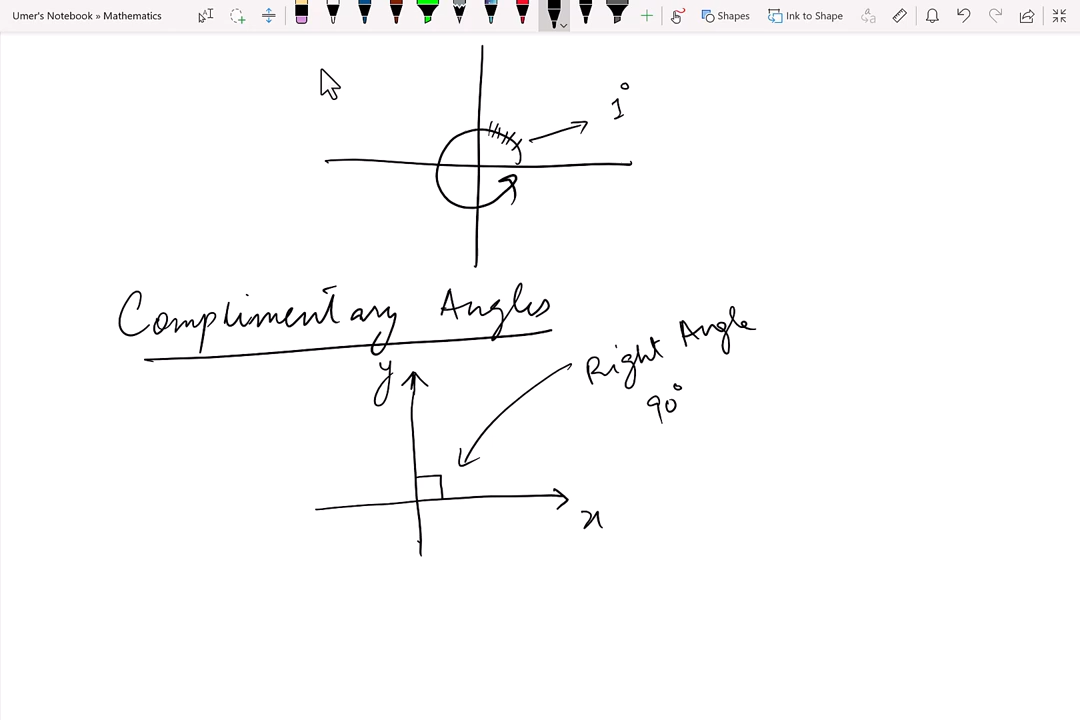 Umer's Notebook » Mathematics
Shapes
Ink to Shape
1°
Complimentary Angles
y
Right Angle
90°
x